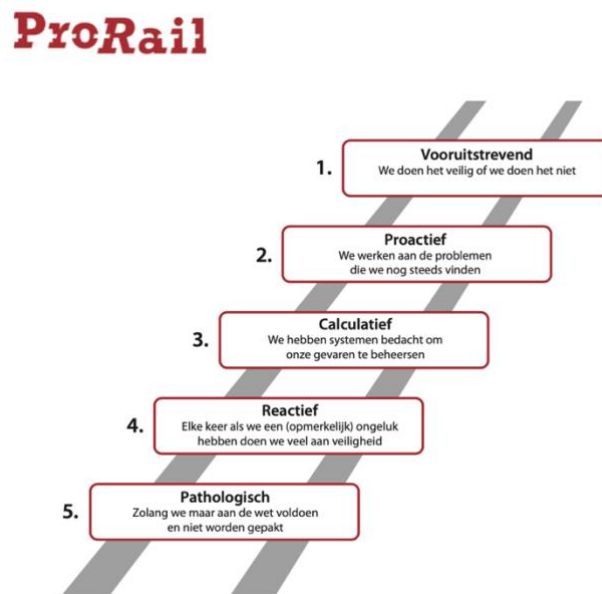 ProRail
1.
Vooruitstrevend
We doen het veilig of we doen het niet
2.
Proactief
We werken aan de problemen
die we nog steeds vinden
3.
Calculatief
We hebben systemen bedacht om
onze gevaren te beheersen
4.
Reactief
Elke keer als we een (opmerkelijk) ongeluk
hebben doen we veel aan veiligheid
5.
Pathologisch
Zolang we maar aan de wet voldoen
en niet worden gepakt